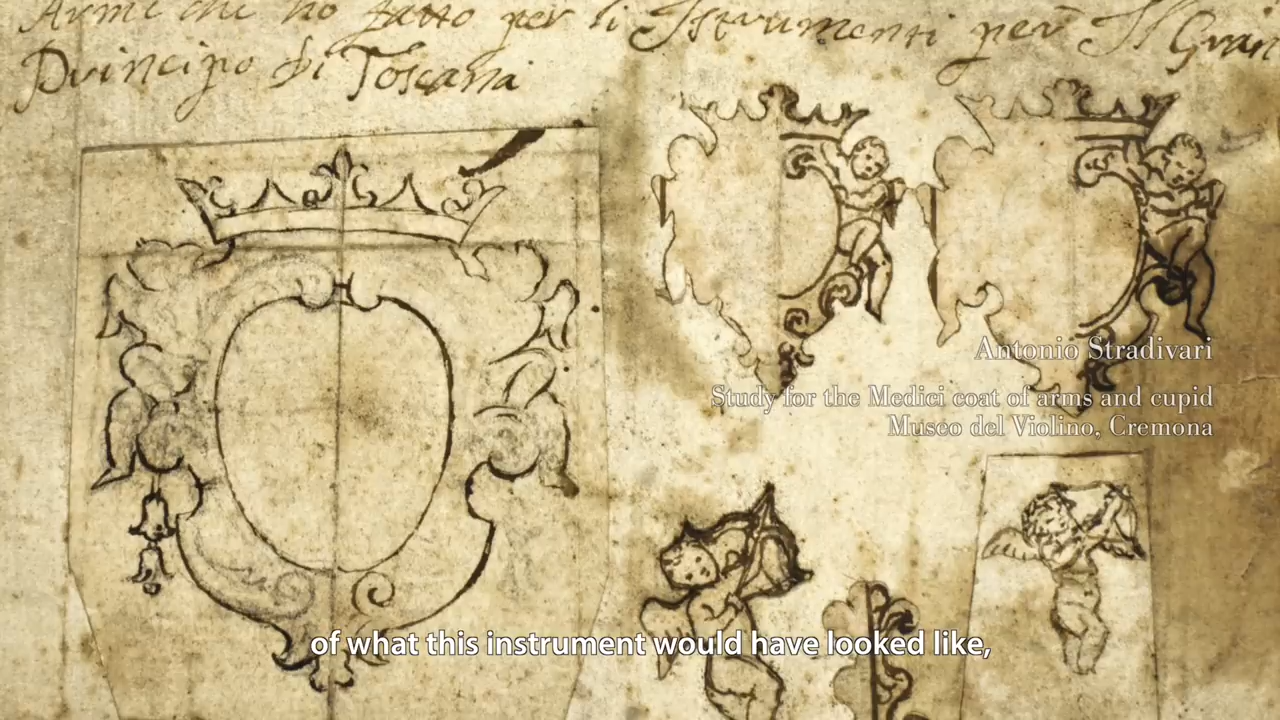 Armi che ho fatto per li Istrumenti per Il Gran
Principo di Toscana
Antonio Stradivari
Study for the Medici coat of arms and cupid
Museo del Violino, Cremona
of what this instrument would have looked like,